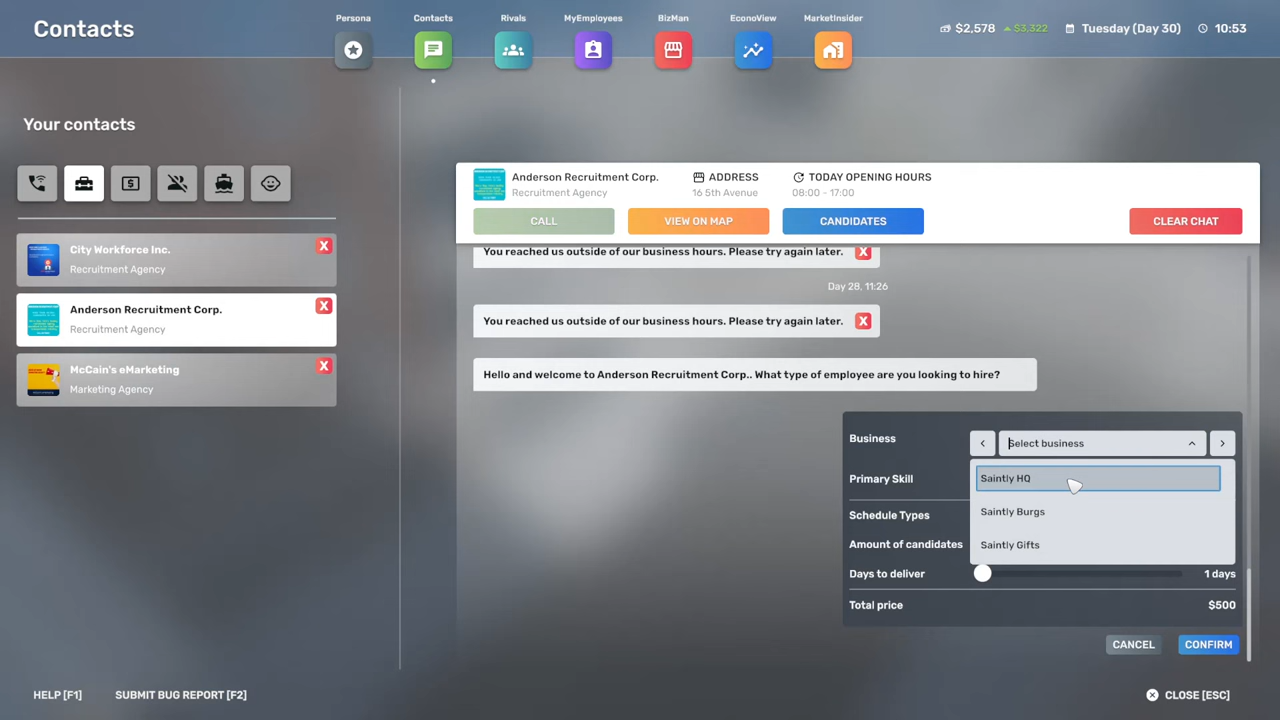 Contacts
Persona
Contacts
Rivals
MyEmployees
BizMan
EconoView
MarketInsider
$2,578
$3,322
Tuesday (Day 30)
10:53
Your contacts
City Workforce Inc.
Recruitment Agency
X
Anderson Recruitment Corp.
Recruitment Agency
X
McCain's eMarketing
Marketing Agency
X
Anderson Recruitment Corp.
Recruitment Agency
ADDRESS
16 5th Avenue
TODAY OPENING HOURS
08:00 - 17:00
CALL
VIEW ON MAP
CANDIDATES
CLEAR CHAT
You reached us outside of our business hours. Please try again later.
X
Day 28, 11:26
You reached us outside of our business hours. Please try again later.
X
Hello and welcome to Anderson Recruitment Corp.. What type of employee are you looking to hire?
Business
Select business
Primary Skill
Saintly HQ
Saintly Burgs
Saintly Gifts
Schedule Types
Amount of candidates
Days to deliver
1 days
Total price
$500
CANCEL
CONFIRM
HELP [F1]
SUBMIT BUG REPORT [F2]
CLOSE [ESC]